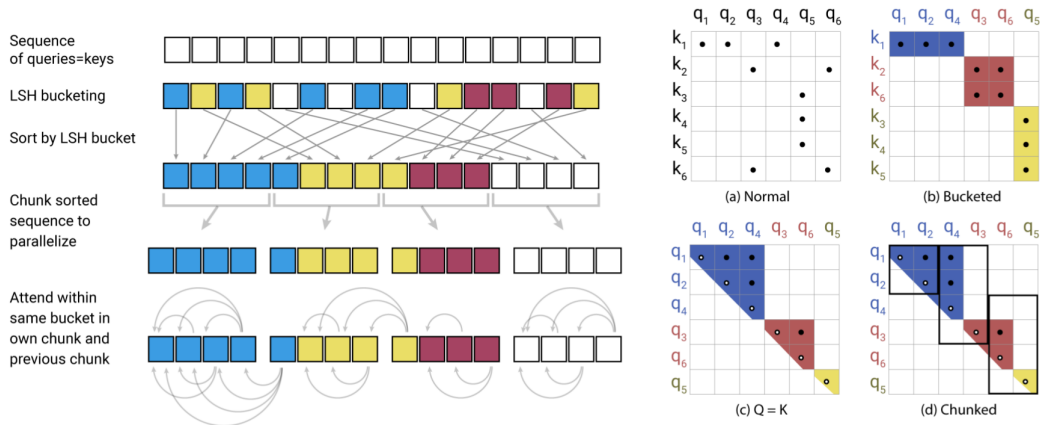 Sequence
of queries=keys
LSH bucketing
Sort by LSH bucket
Chunk sorted
sequence to
parallelize
Attend within
same bucket in
own chunk and
previous chunk
q1 q2 q3 q4 q5 q6
k1
k2
k3
k4
k5
k6
(a) Normal
q1 q2 q4 q3 q6 q5
k1
k2
k6
k3
k4
k5
(b) Bucketed
q1 q2 q4 q3 q6 q5
q1
q2
q4
q3
q6
q5
(c) Q = K
q1 q2 q4 q3 q6 q5
q1
q2
q4
q3
q6
q5
(d) Chunked